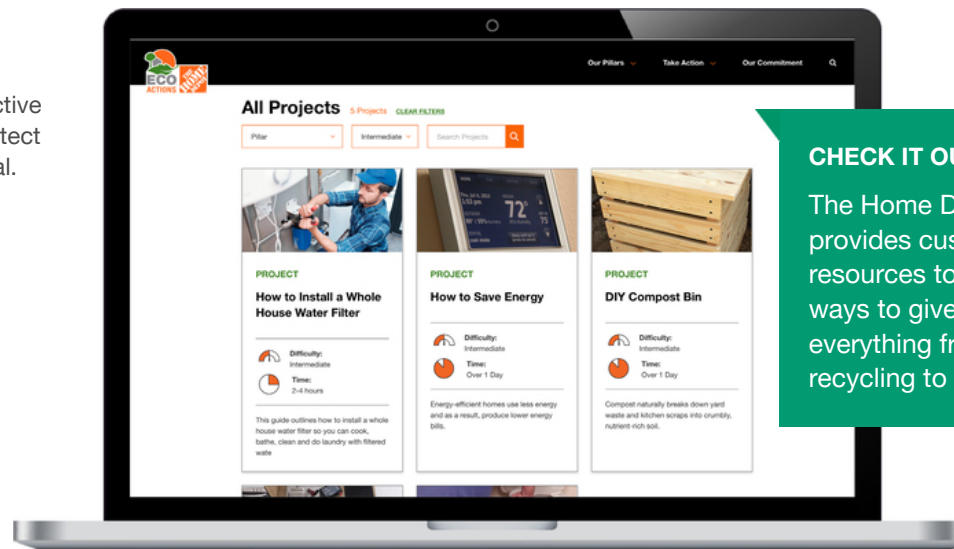 ctive
tect
al.
ECO
ACTIONS
THE
HOME
Our Pillars
Take Action
Our Commitment
All Projects
5 Projects
CLEAR FILTERS
Pillar
Intermediate
Search Projects
PROJECT
How to Install a Whole
House Water Filter
Difficulty:
Intermediate
Time:
2-4 hours
This guide outlines how to install a whole
house water filter so you can cook,
bathe, clean and do laundry with filtered
wate
72°
PROJECT
How to Save Energy
Difficulty:
Intermediate
Time:
Over 1 Day
Energy-efficient homes use less energy
and as a result, produce lower energy
bills.
PROJECT
DIY Compost Bin
Difficulty:
Intermediate
Time:
Over 1 Day
Compost naturally breaks down yard
waste and kitchen scraps into crumbly,
nutrient-rich soil.
CHECK IT OU
The Home D
provides cus
resources to
ways to give
everything fr
recycling to